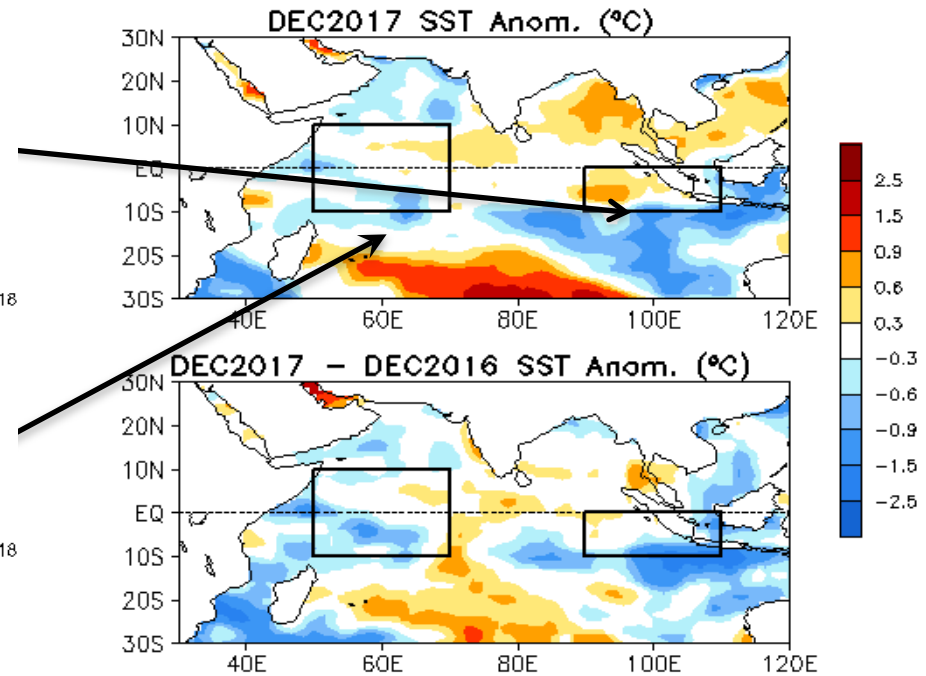 DEC2017 SST Anom. (°C)
30N
20N
10N
EQ
10S
20S
30S
40E 60E 80E 100E 120E
18
DEC2017 – DEC2016 SST Anom. (°C)
30N
20N
10N
EQ
10S
20S
30S
40E 60E 80E 100E 120E
18
2.5
1.5
0.9
0.6
0.3
−0.3
−0.6
−0.9
−1.5
−2.5